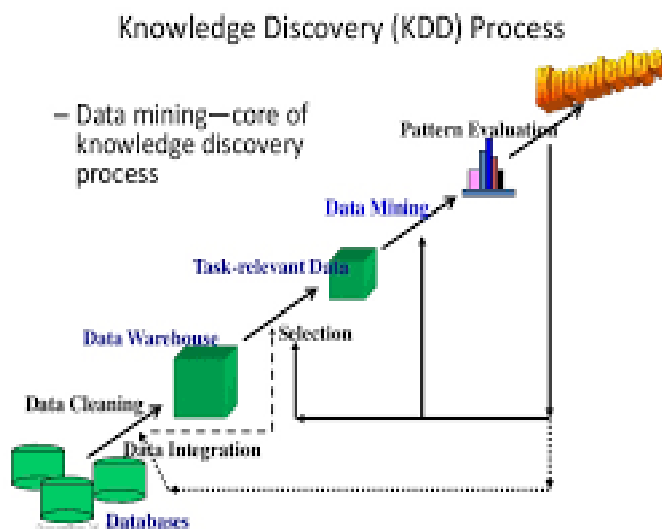 Knowledge Discovery (KDD) Process
Knowledge
– Data mining—core of
knowledge discovery
process
Pattern Evaluation
Data Mining
Task-relevant Data
Data Warehouse
Selection
Data Cleaning
Data Integration
Databases